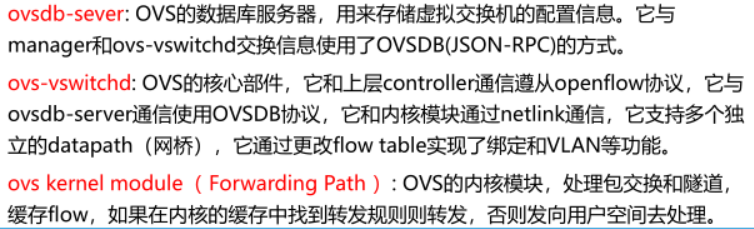 ovsdb-sever: OVS的数据库服务器，用来存储虚拟交换机的配置信息。它与
manager和ovs-vswitchd交换信息使用了OVSDB(JSON-RPC)的方式。
ovs-vswitchd: OVS的核心部件，它和上层controller通信遵从openflow协议，它与
ovsdb-server通信使用OVSDB协议，它和内核模块通过netlink通信，它支持多个独
立的datapath（网桥），它通过更改flow table实现了绑定和VLAN等功能。
ovs kernel module（ Forwarding Path ）: OVS的内核模块，处理包交换和隧道，
缓存flow，如果在内核的缓存中找到转发规则则转发，否则发向用户空间去处理。